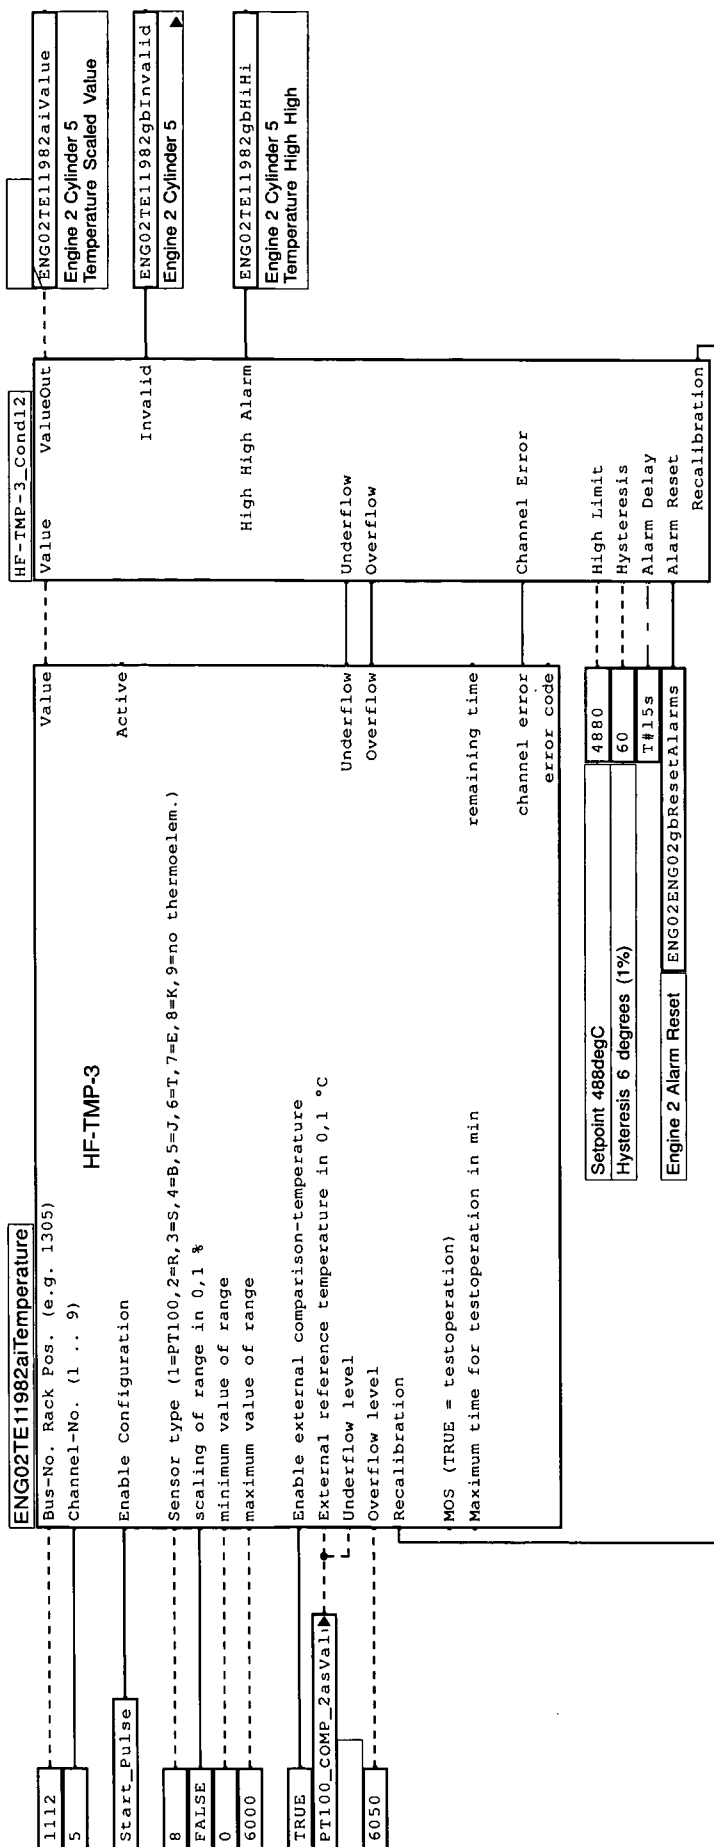 ENG02TE11982aiTemperature
HF-TMP-3
1112
Bus-No. Rack Pos. (e.g. 1305)
Value
5
Channel-No. (1 .. 9)
Start_Pulse
Enable Configuration
Active
8
Sensor type (1=PT100,2=R,3=S,4=B,5=J,6=T,7=E,8=K,9=no thermoelem.)
FALSE
scaling of range in 0,1 %
0
minimum value of range
6000
maximum value of range
TRUE
Enable external comparison-temperature
PT100_COMP_2asValu
External reference temperature in 0,1 °C
Underflow level
Underflow
6050
Overflow level
Overflow
Recalibration
MOS (TRUE = testoperation)
Maximum time for testoperation in min
remaining time
channel error
error code
HF-TMP-3_Cond12
Value
ValueOut
Invalid
High High Alarm
Underflow
Overflow
Channel Error
High Limit
Hysteresis
Alarm Delay
Alarm Reset
Recalibration
Setpoint 488degC
4880
Hysteresis 6 degrees (1%)
60
T#15s
Engine 2 Alarm Reset
ENG02ENG02gbResetAlarms
ENG02TE11982aiValue
Engine 2 Cylinder 5
Temperature Scaled Value
ENG02TE11982gbInvalid
Engine 2 Cylinder 5
ENG02TE11982gbHiHi
Engine 2 Cylinder 5
Temperature High High